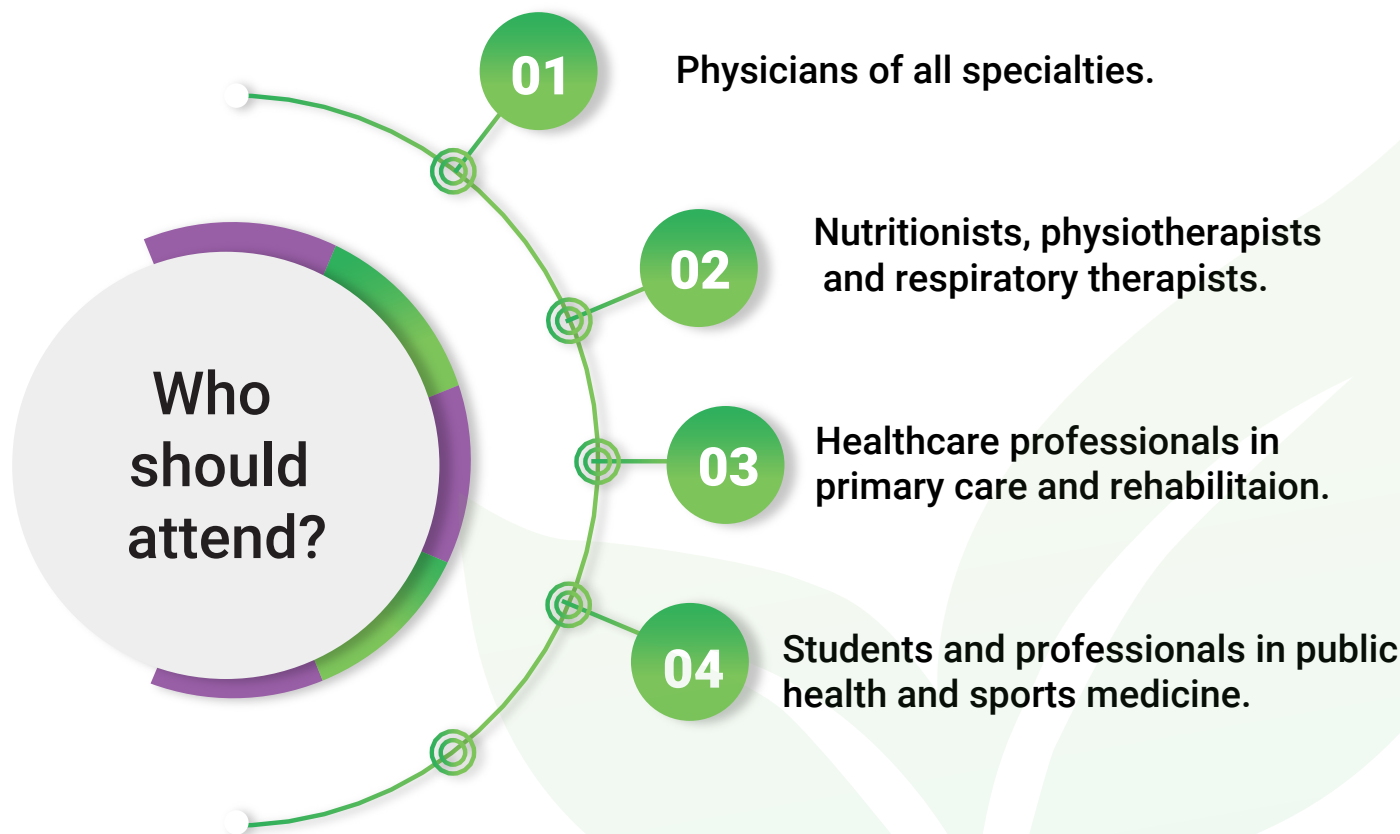 Who
should
attend?
01
Physicians of all specialties.
02
Nutritionists, physiotherapists
and respiratory therapists.
03
Healthcare professionals in
primary care and rehabilitaion.
04
Students and professionals in public
health and sports medicine.